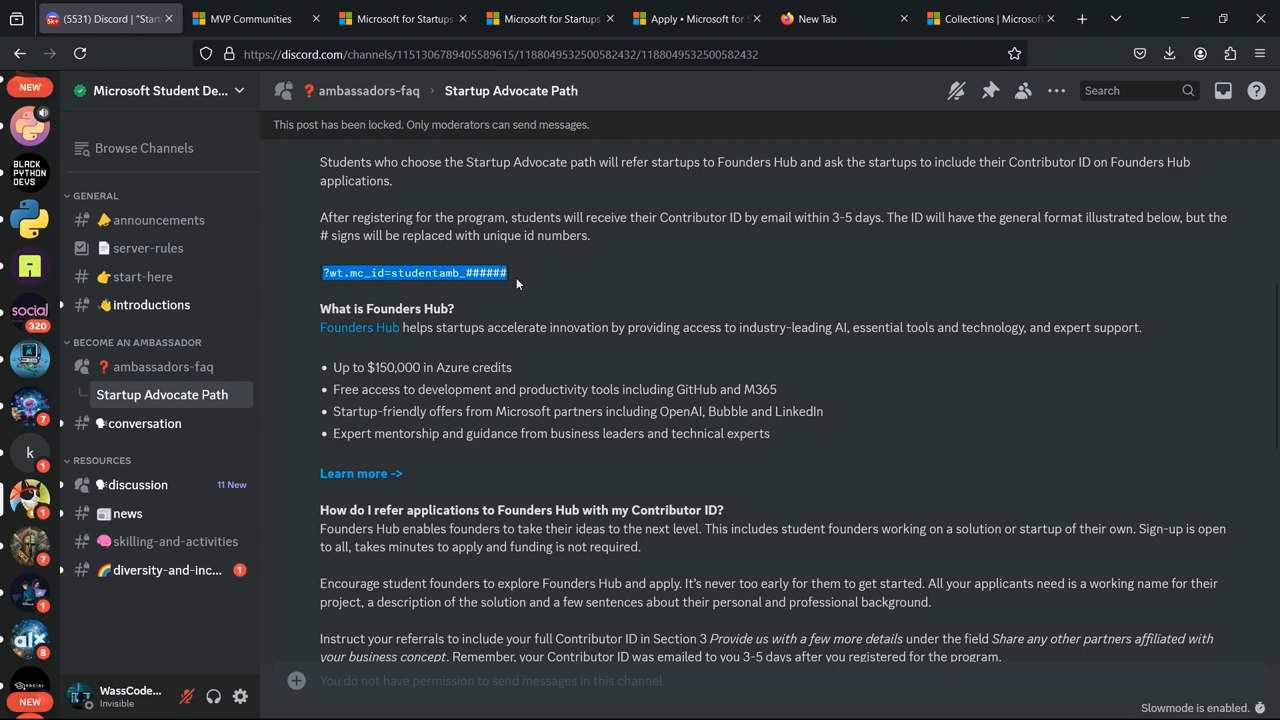 (5531) Discord | "Start
MVP Communities
Microsoft for Startups
Microsoft for Startups
Apply • Microsoft for S
New Tab
Collections | Microsof
https://discord.com/channels/1151306789405589615/1188049532500582432/1188049532500582432
NEW
Microsoft Student De...
❓ ambassadors-faq
Startup Advocate Path
Search
This post has been locked. Only moderators can send messages.
Browse Channels
GENERAL
announcements
server-rules
start-here
introductions
BECOME AN AMBASSADOR
ambassadors-faq
Startup Advocate Path
conversation
RESOURCES
discussion
11 New
news
skilling-and-activities
diversity-and-inc...
1
BLACK
PYTHON
DEVS
social
320
7
k
1
1
7
1
alx
8
SOCIAL
NEW
WassCode...
Invisible
Students who choose the Startup Advocate path will refer startups to Founders Hub and ask the startups to include their Contributor ID on Founders Hub
applications.
After registering for the program, students will receive their Contributor ID by email within 3-5 days. The ID will have the general format illustrated below, but the
# signs will be replaced with unique id numbers.
?wt.mc_id=studentamb_######
What is Founders Hub?
Founders Hub helps startups accelerate innovation by providing access to industry-leading AI, essential tools and technology, and expert support.
• Up to $150,000 in Azure credits
• Free access to development and productivity tools including GitHub and M365
• Startup-friendly offers from Microsoft partners including OpenAI, Bubble and LinkedIn
• Expert mentorship and guidance from business leaders and technical experts
Learn more ->
How do I refer applications to Founders Hub with my Contributor ID?
Founders Hub enables founders to take their ideas to the next level. This includes student founders working on a solution or startup of their own. Sign-up is open
to all, takes minutes to apply and funding is not required.
Encourage student founders to explore Founders Hub and apply. It's never too early for them to get started. All your applicants need is a working name for their
project, a description of the solution and a few sentences about their personal and professional background.
Instruct your referrals to include your full Contributor ID in Section 3 Provide us with a few more details under the field Share any other partners affiliated with
your business concept. Remember, your Contributor ID was emailed to you 3-5 days after you registered for the program.
You do not have permission to send messages in this channel.
Slowmode is enabled.